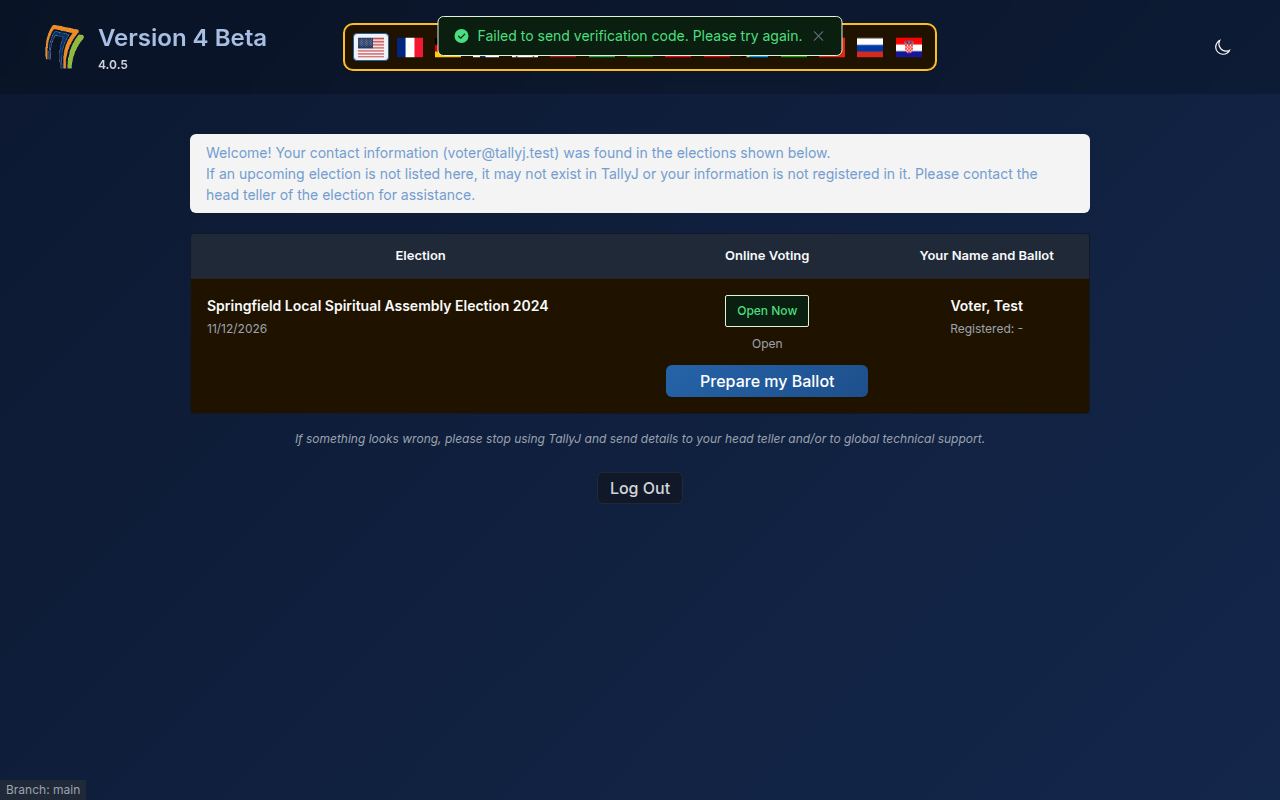 Version 4 Beta
4.0.5
Failed to send verification code. Please try again.
Welcome! Your contact information (voter@tallyj.test) was found in the elections shown below.
If an upcoming election is not listed here, it may not exist in TallyJ or your information is not registered in it. Please contact the
head teller of the election for assistance.
Election
Online Voting
Your Name and Ballot
Springfield Local Spiritual Assembly Election 2024
11/12/2026
Open Now
Open
Prepare my Ballot
Voter, Test
Registered: -
If something looks wrong, please stop using TallyJ and send details to your head teller and/or to global technical support.
Log Out
Branch: main